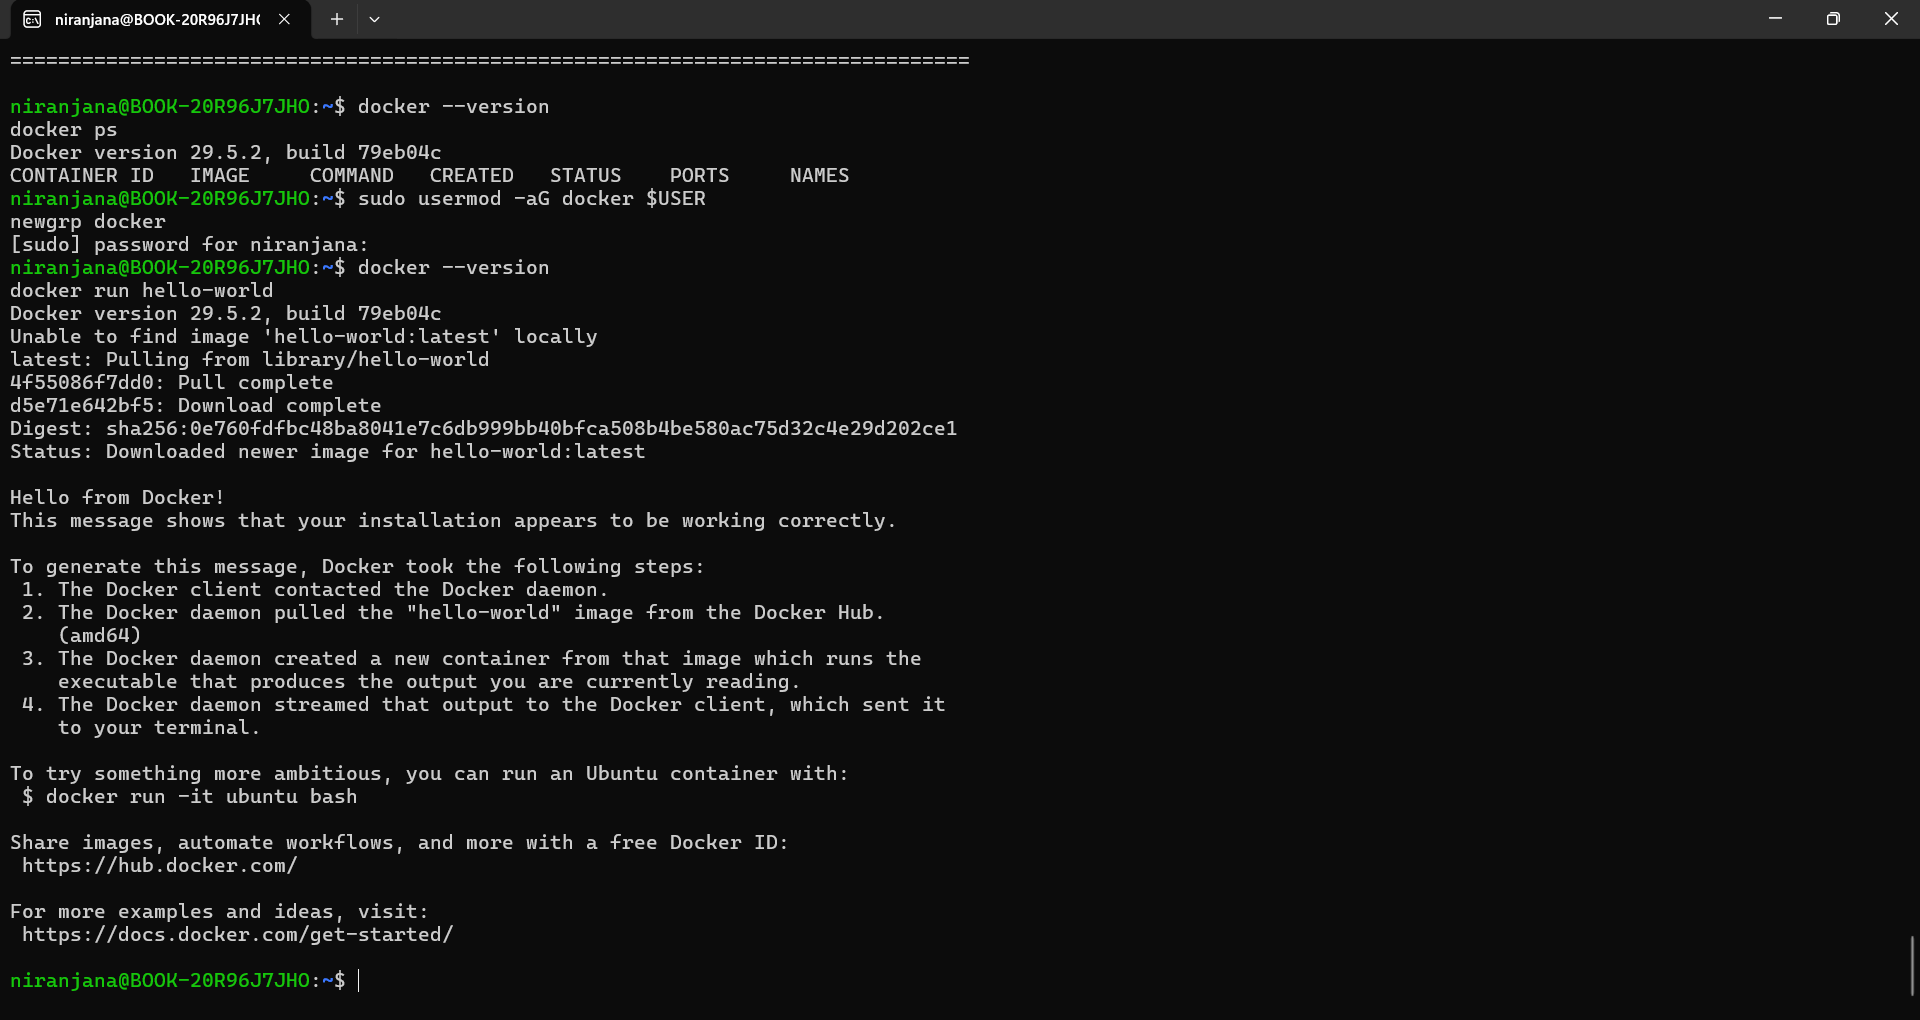 niranjana@BOOK-20R96J7JH
================================================================================
niranjana@BOOK-20R96J7JHO:~$ docker --version
docker ps
Docker version 29.5.2, build 79eb04c
CONTAINER ID   IMAGE     COMMAND   CREATED   STATUS    PORTS     NAMES
niranjana@BOOK-20R96J7JHO:~$ sudo usermod -aG docker $USER
newgrp docker
[sudo] password for niranjana:
niranjana@BOOK-20R96J7JHO:~$ docker --version
docker run hello-world
Docker version 29.5.2, build 79eb04c
Unable to find image 'hello-world:latest' locally
latest: Pulling from library/hello-world
4f55086f7dd0: Pull complete
d5e71e642bf5: Download complete
Digest: sha256:0e760fdfbc48ba8041e7c6db999bb40bfca508b4be580ac75d32c4e29d202ce1
Status: Downloaded newer image for hello-world:latest

Hello from Docker!
This message shows that your installation appears to be working correctly.

To generate this message, Docker took the following steps:
 1. The Docker client contacted the Docker daemon.
 2. The Docker daemon pulled the "hello-world" image from the Docker Hub.
    (amd64)
 3. The Docker daemon created a new container from that image which runs the
    executable that produces the output you are currently reading.
 4. The Docker daemon streamed that output to the Docker client, which sent it
    to your terminal.

To try something more ambitious, you can run an Ubuntu container with:
 $ docker run -it ubuntu bash

Share images, automate workflows, and more with a free Docker ID:
 https://hub.docker.com/

For more examples and ideas, visit:
 https://docs.docker.com/get-started/

niranjana@BOOK-20R96J7JHO:~$